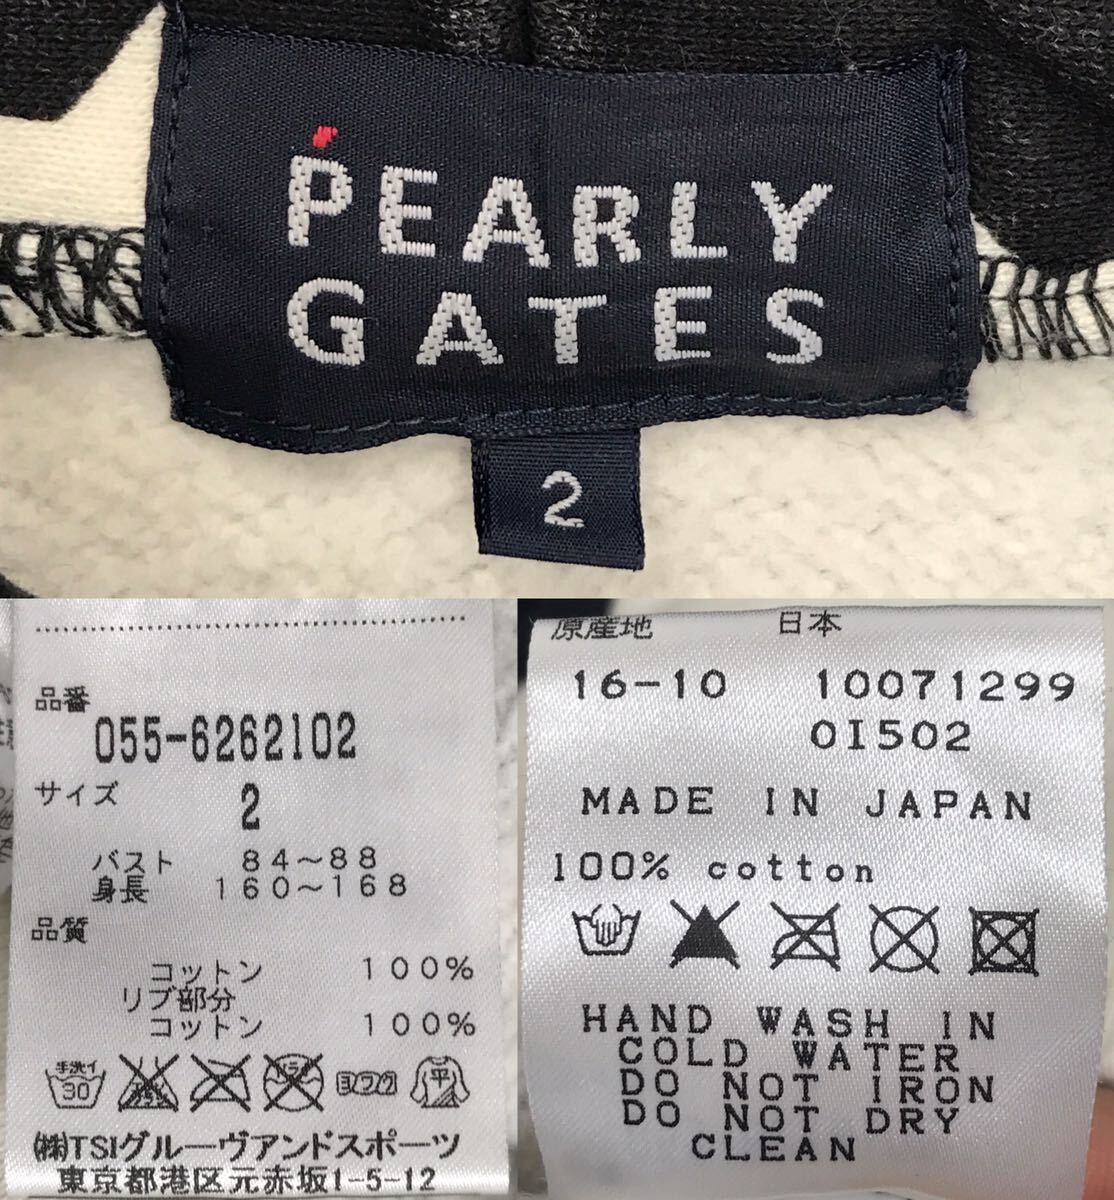 PEARLY
GATES
2
品番
055-6262102
サイズ
2
バスト 84～88
身長 160～168
品質
コットン 100%
リブ部分
コットン 100%
手洗イ
30
ヨワク
平
㈱TSIグルーヴアンドスポーツ
東京都港区元赤坂1-5-12
原産地 日本
16-10 10071299
OI502
MADE IN JAPAN
100% cotton
HAND WASH IN
COLD WATER
DO NOT IRON
DO NOT DRY
CLEAN